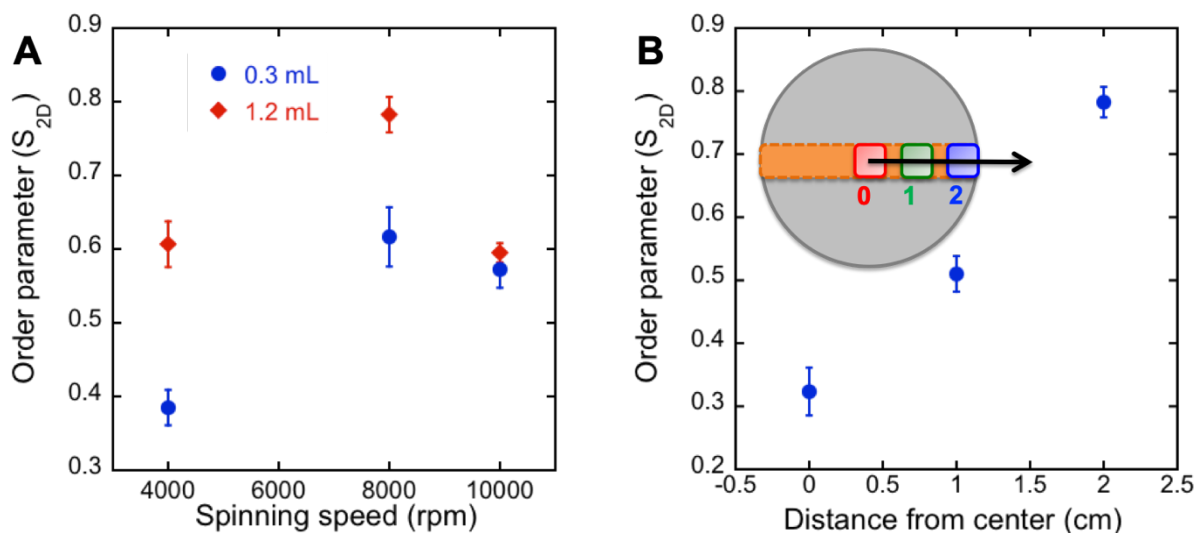 A
0.9
0.8
0.7
0.6
0.5
0.4
0.3
Order parameter (S2D)
0.3 mL
1.2 mL
4000 6000 8000 10000
Spinning speed (rpm)
B
0.9
0.8
0.7
0.6
0.5
0.4
0.3
0.2
Order parameter (S2D)
0 1 2
-0.5 0 0.5 1 1.5 2 2.5
Distance from center (cm)